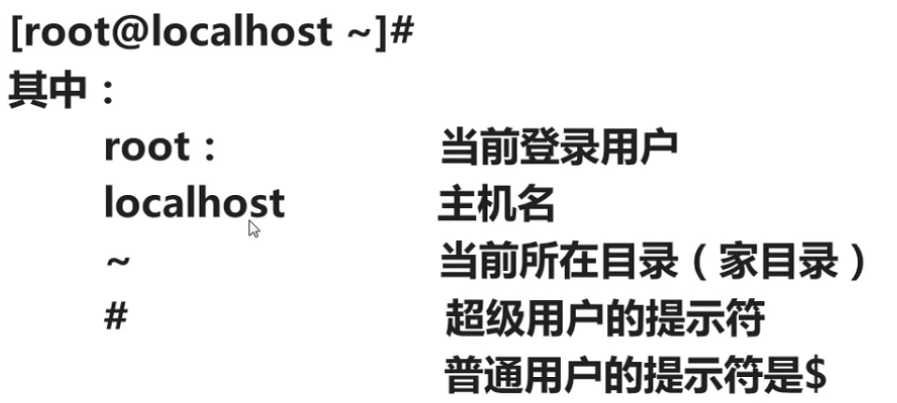 [root@localhost ~]#
其中：
root： 当前登录用户
localhost 主机名
~ 当前所在目录（家目录）
# 超级用户的提示符
普通用户的提示符是$